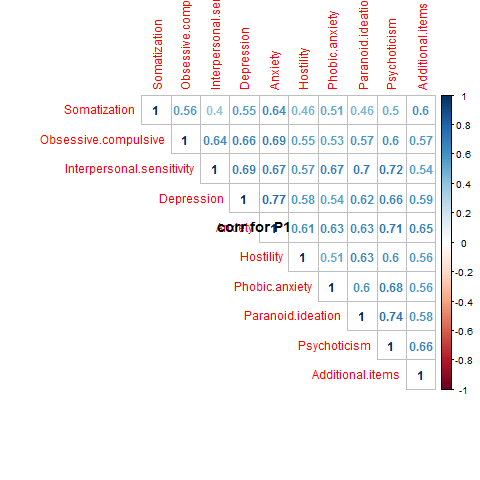 Somatization
Obsessive.comp
Interpersonal.se
Depression
Anxiety
Hostility
Phobic.anxiety
Paranoid.ideatio
Psychoticism
Additional.items
Somatization 1 0.56 0.4 0.55 0.64 0.46 0.51 0.46 0.5 0.6
Obsessive.compulsive 1 0.64 0.66 0.69 0.55 0.53 0.57 0.6 0.57
Interpersonal.sensitivity 1 0.69 0.67 0.57 0.67 0.7 0.72 0.54
Depression 1 0.77 0.58 0.54 0.62 0.66 0.59
Anxiety 1 0.61 0.63 0.63 0.71 0.65
corr for P1
Hostility 1 0.51 0.63 0.6 0.56
Phobic.anxiety 1 0.6 0.68 0.56
Paranoid.ideation 1 0.74 0.58
Psychoticism 1 0.66
Additional.items 1
1
0.8
0.6
0.4
0.2
0
-0.2
-0.4
-0.6
-0.8
-1